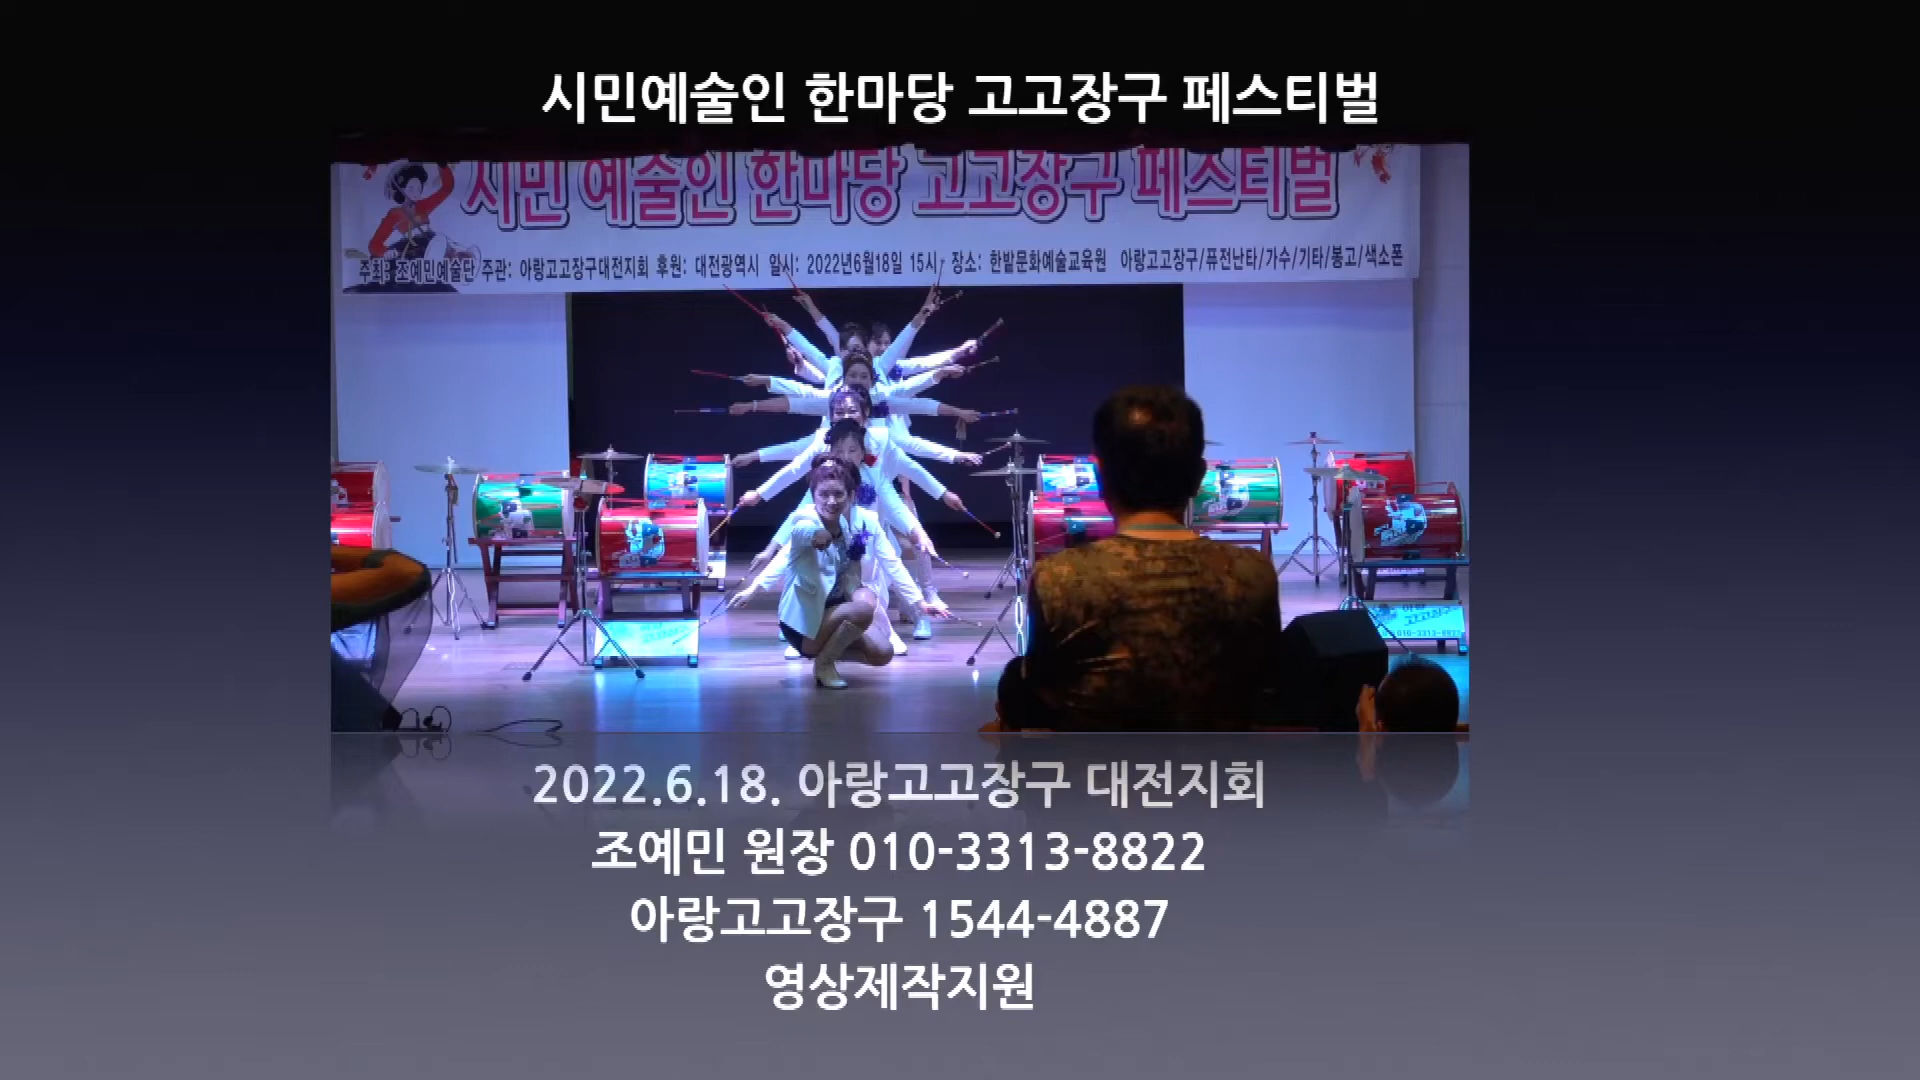 시민예술인 한마당 고고장구 페스티벌
시민 예술인 한마당 고고장구 페스티벌
주최: 조예민예술단 주관: 아랑고고장구대전지회 후원: 대전광역시 일시: 2022년6월18일 15시- 장소: 한밭문화예술교육원 아랑고고장구/퓨전난타/가수/기타/봉고/색소폰
고고장구
010-3313-8822
2022.6.18. 아랑고고장구 대전지회
조예민 원장 010-3313-8822
아랑고고장구 1544-4887
영상제작지원